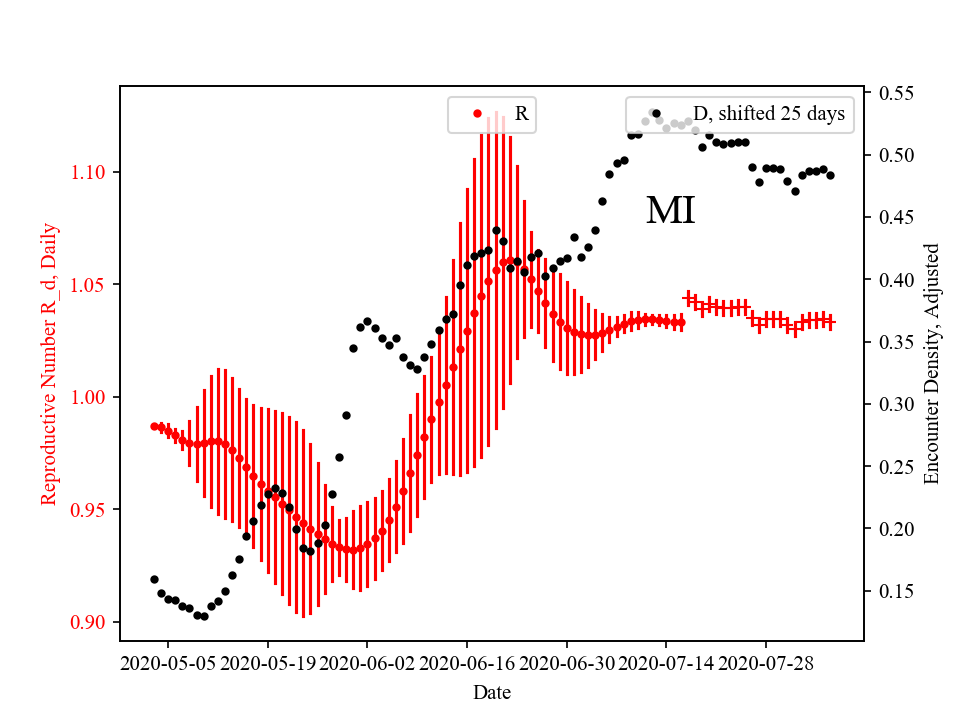 R
D, shifted 25 days
MI
Reproductive Number R_d, Daily
1.10
1.05
1.00
0.95
0.90
0.55
0.50
0.45
0.40
0.35
0.30
0.25
0.20
0.15
Encounter Density, Adjusted
2020-05-05 2020-05-19 2020-06-02 2020-06-16 2020-06-30 2020-07-14 2020-07-28
Date